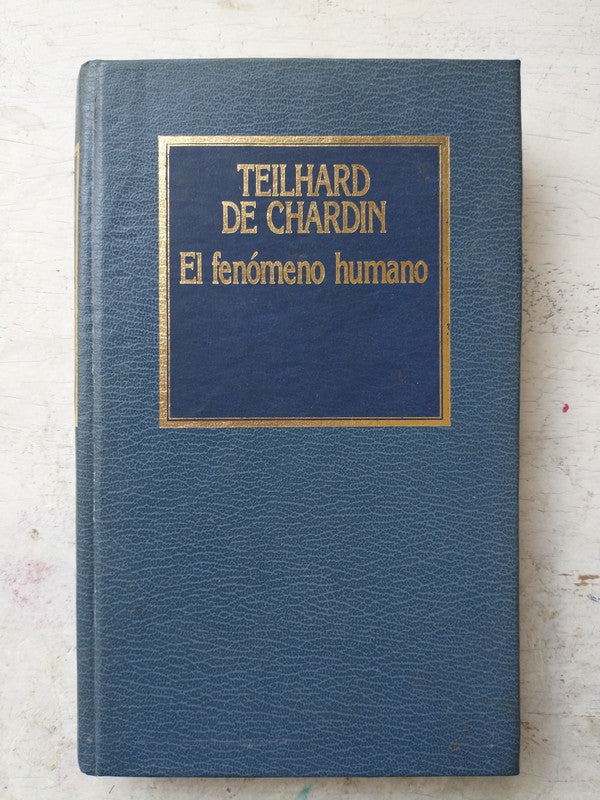 TEILHARD
DE CHARDIN
El fenómeno humano